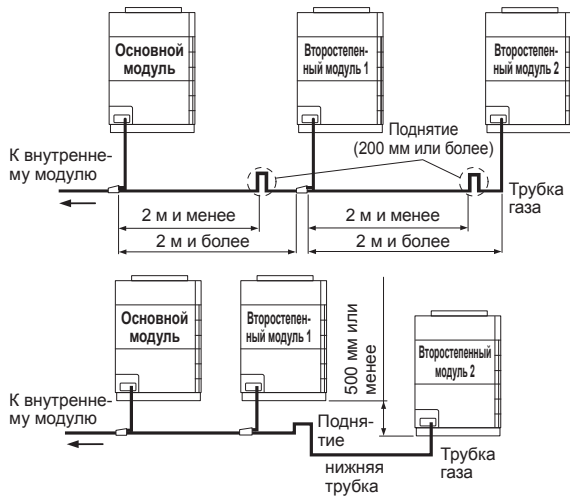 Основной
модуль
Второстепен-
ный модуль 1
Второстепен-
ный модуль 2
Поднятие
(200 мм или более)
К внутренне-
му модулю
Трубка
газа
2 м и менее
2 м и менее
2 м и более
2 м и более
Основной
модуль
Второстепен-
ный модуль 1
500 мм или
менее
Второстепенный
модуль 2
К внутренне-
му модулю
Подня-
тие
нижняя
трубка
Трубка
газа